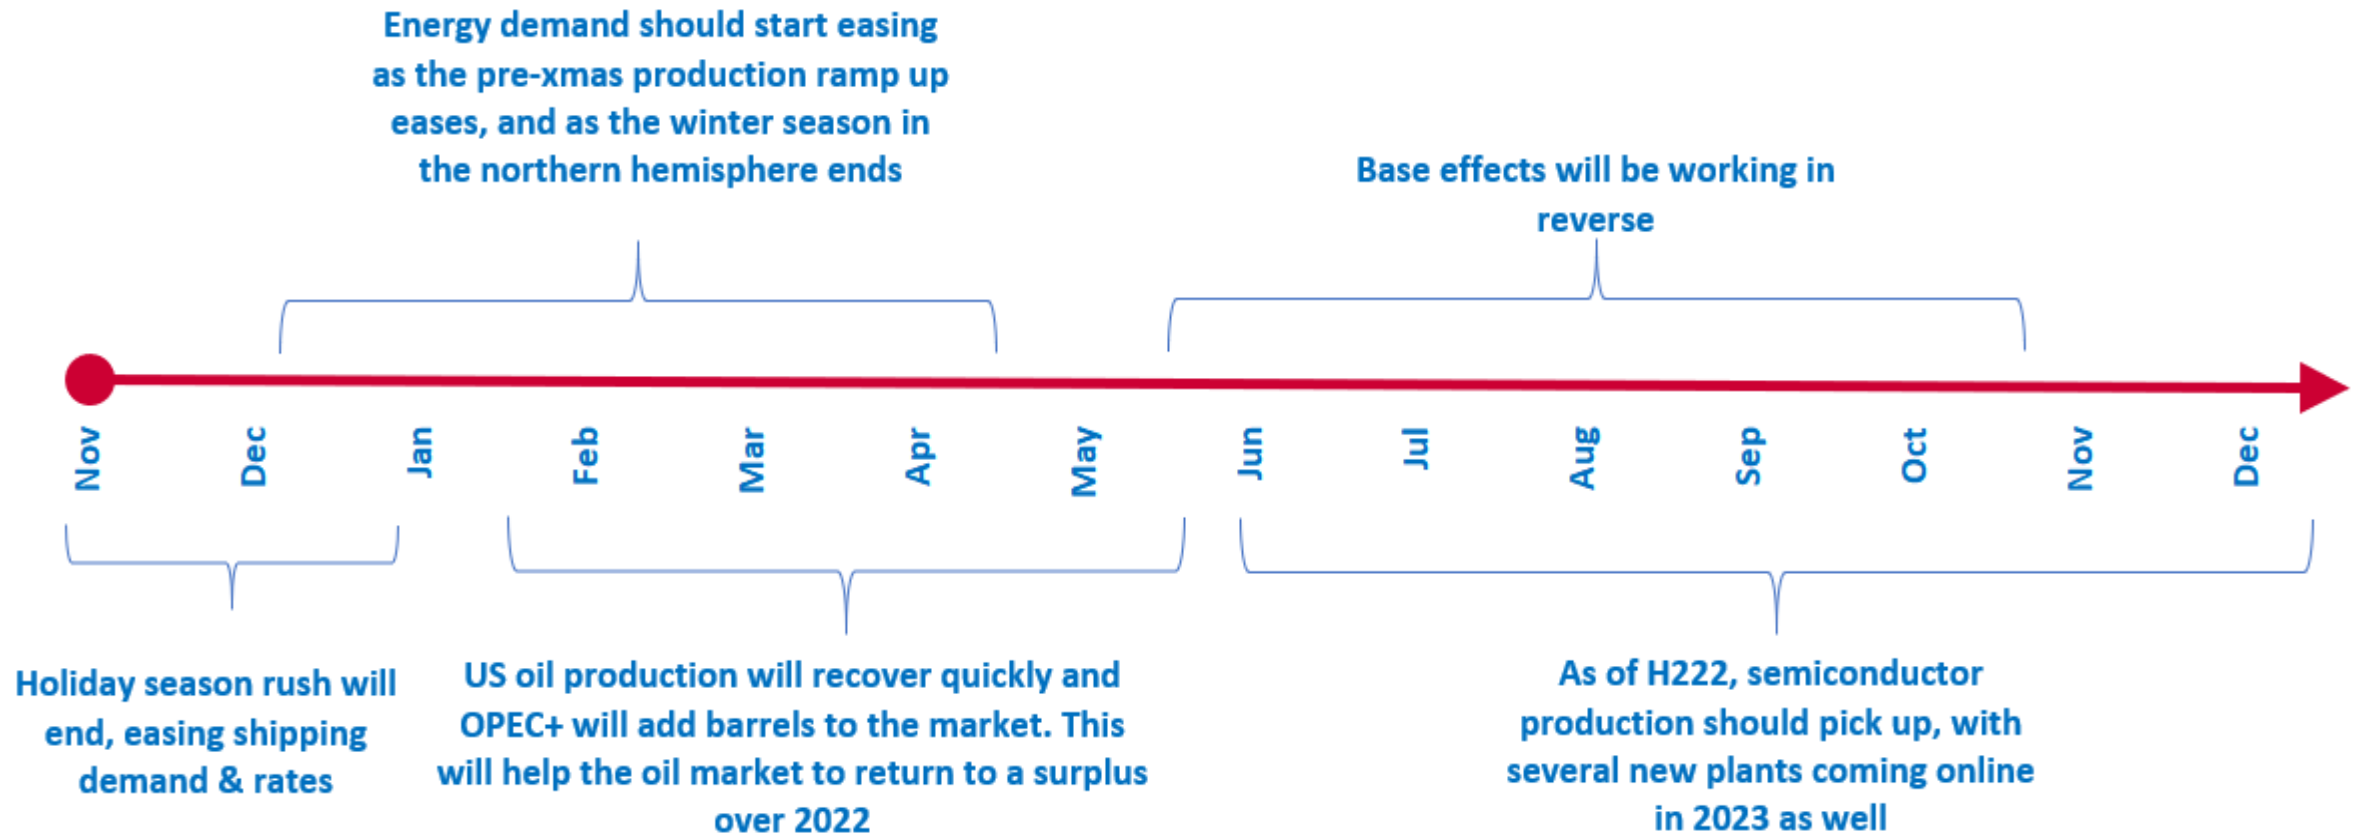 Energy demand should start easing
as the pre-xmas production ramp up
eases, and as the winter season in
the northern hemisphere ends
Base effects will be working in
reverse
Nov
Dec
Jan
Feb
Mar
Apr
May
Jun
Jul
Aug
Sep
Oct
Nov
Dec
Holiday season rush will
end, easing shipping
demand & rates
US oil production will recover quickly and
OPEC+ will add barrels to the market. This
will help the oil market to return to a surplus
over 2022
As of H222, semiconductor
production should pick up, with
several new plants coming online
in 2023 as well